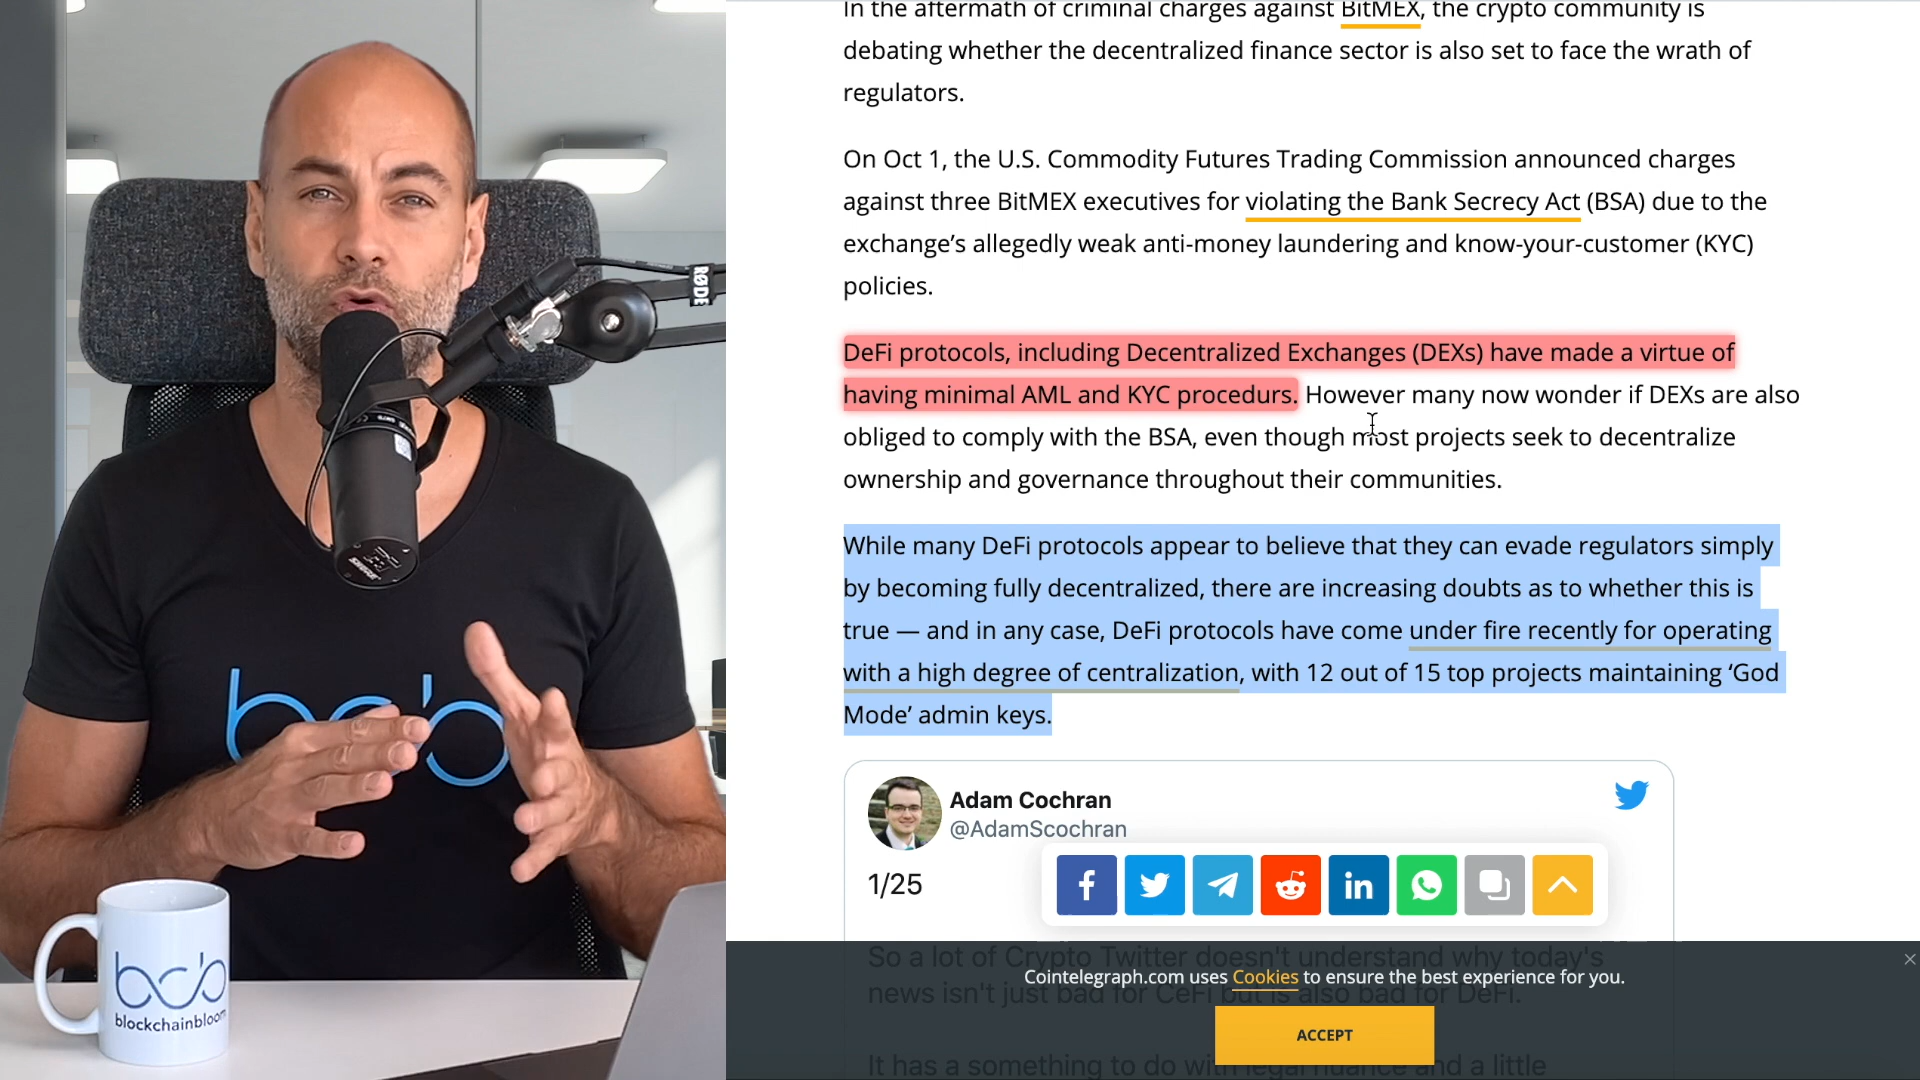 In the aftermath of criminal charges against BitMEX, the crypto community is
debating whether the decentralized finance sector is also set to face the wrath of
regulators.
On Oct 1, the U.S. Commodity Futures Trading Commission announced charges
against three BitMEX executives for violating the Bank Secrecy Act (BSA) due to the
exchange’s allegedly weak anti-money laundering and know-your-customer (KYC)
policies.
DeFi protocols, including Decentralized Exchanges (DEXs) have made a virtue of
having minimal AML and KYC procedurs. However many now wonder if DEXs are also
obliged to comply with the BSA, even though most projects seek to decentralize
ownership and governance throughout their communities.
While many DeFi protocols appear to believe that they can evade regulators simply
by becoming fully decentralized, there are increasing doubts as to whether this is
true — and in any case, DeFi protocols have come under fire recently for operating
with a high degree of centralization, with 12 out of 15 top projects maintaining ‘God
Mode’ admin keys.
Adam Cochran
@AdamScochran
1/25
So a lot of Crypto Twitter doesn't understand why today's
news isn't just bad for CeFi but is also bad for DeFi.
It has a something to do with legal nuance and a little
Cointelegraph.com uses Cookies to ensure the best experience for you.
ACCEPT
RØDE
SHURE
bcb
bcb
blockchainbloom